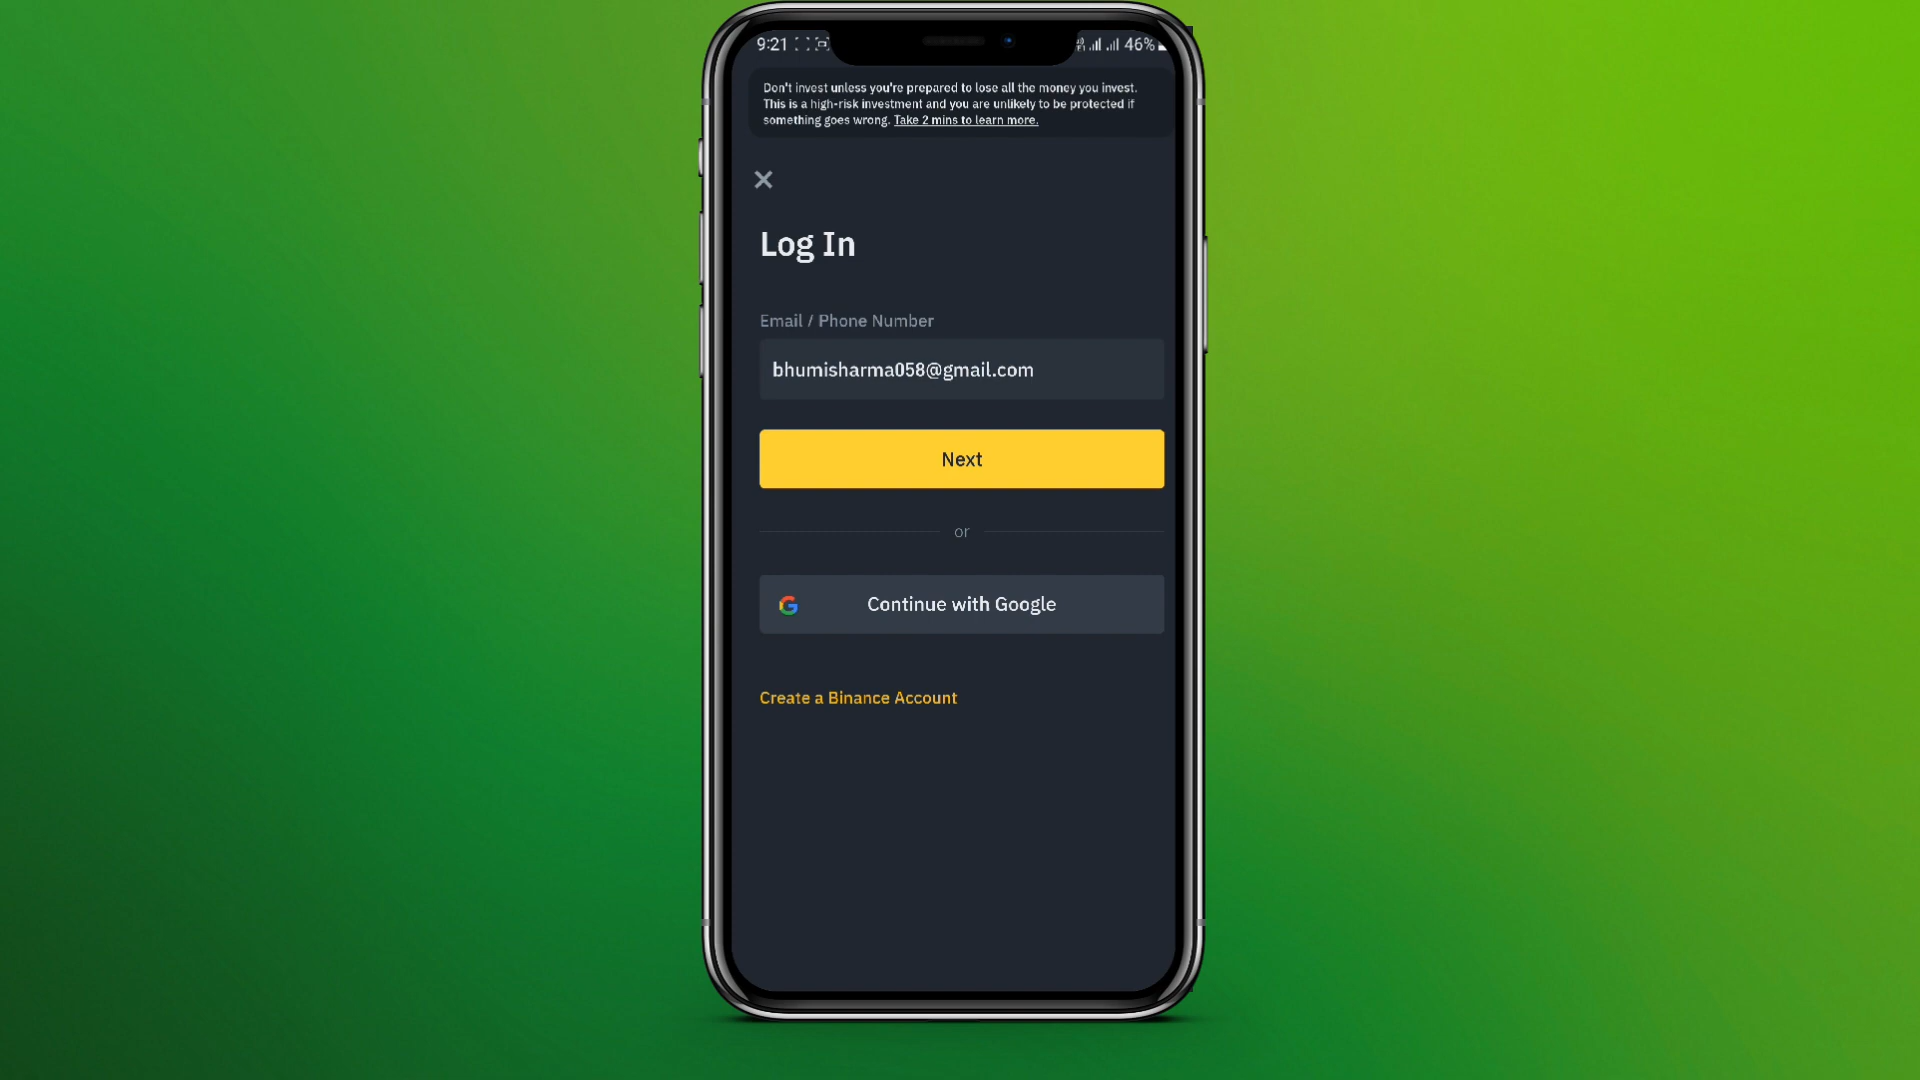 9:21
46%
Don't invest unless you're prepared to lose all the money you invest.
This is a high-risk investment and you are unlikely to be protected if
something goes wrong. Take 2 mins to learn more.
Log In
Email / Phone Number
bhumisharma058@gmail.com
Next
or
Continue with Google
Create a Binance Account